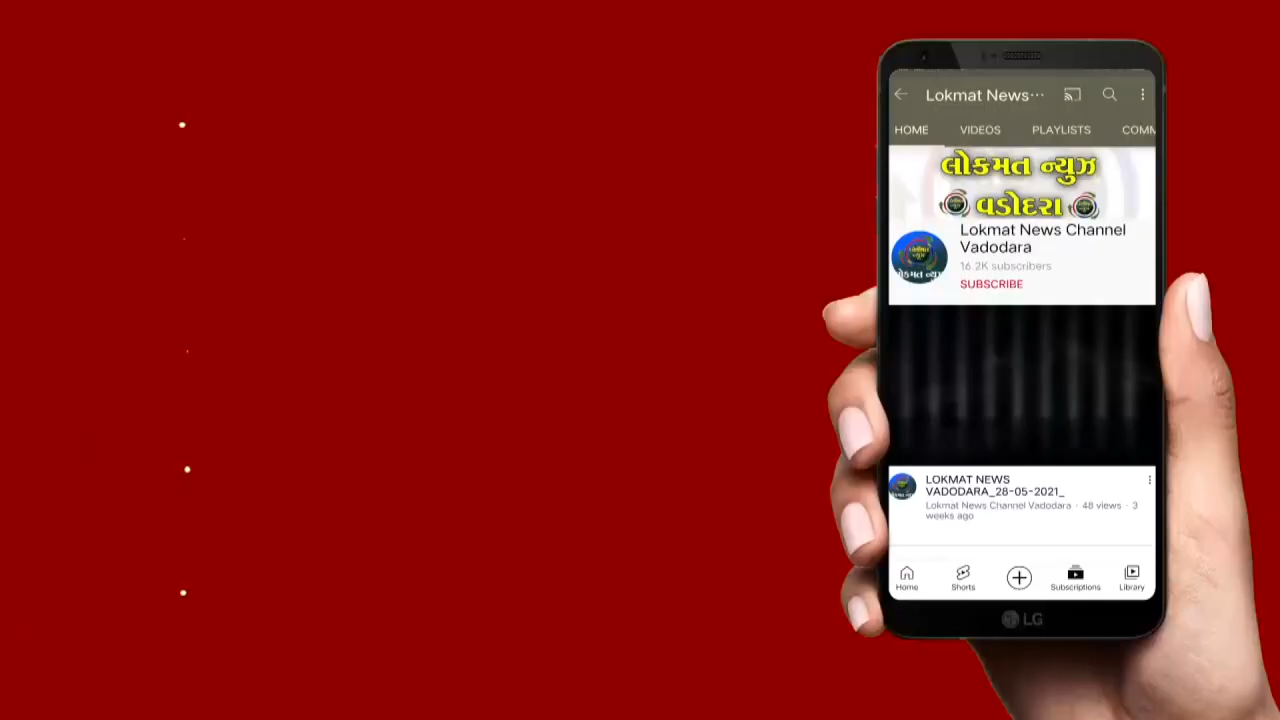 Lokmat News···
HOME VIDEOS PLAYLISTS COMM
લોકમત ન્યુઝ
વડોદરા
Lokmat News Channel
Vadodara
16.2K subscribers
SUBSCRIBE
LOKMAT NEWS
VADODARA_28-05-2021_
Lokmat News Channel Vadodara · 48 views · 3
weeks ago
Home Shorts Subscriptions Library
LG